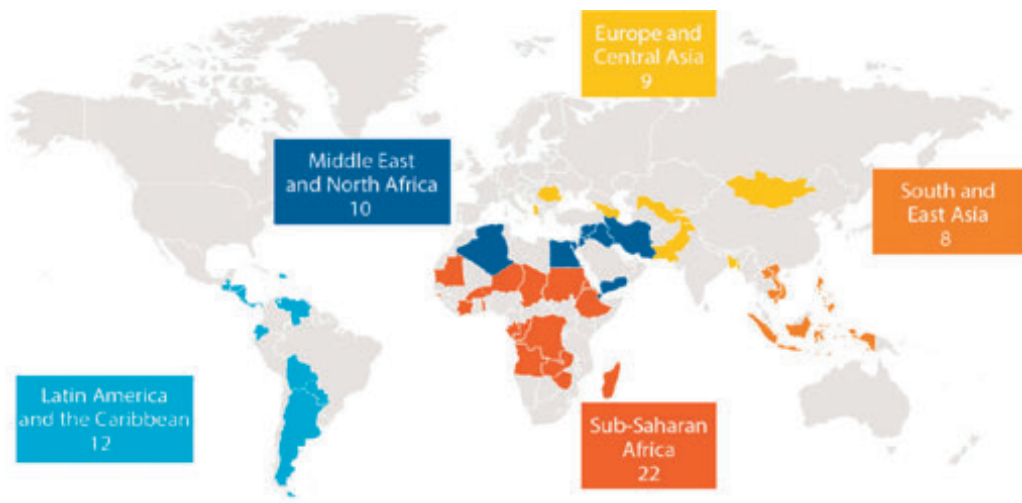 Europe and
Central Asia
9
Middle East
and North Africa
10
South and
East Asia
8
Latin America
and the Caribbean
12
Sub-Saharan
Africa
22